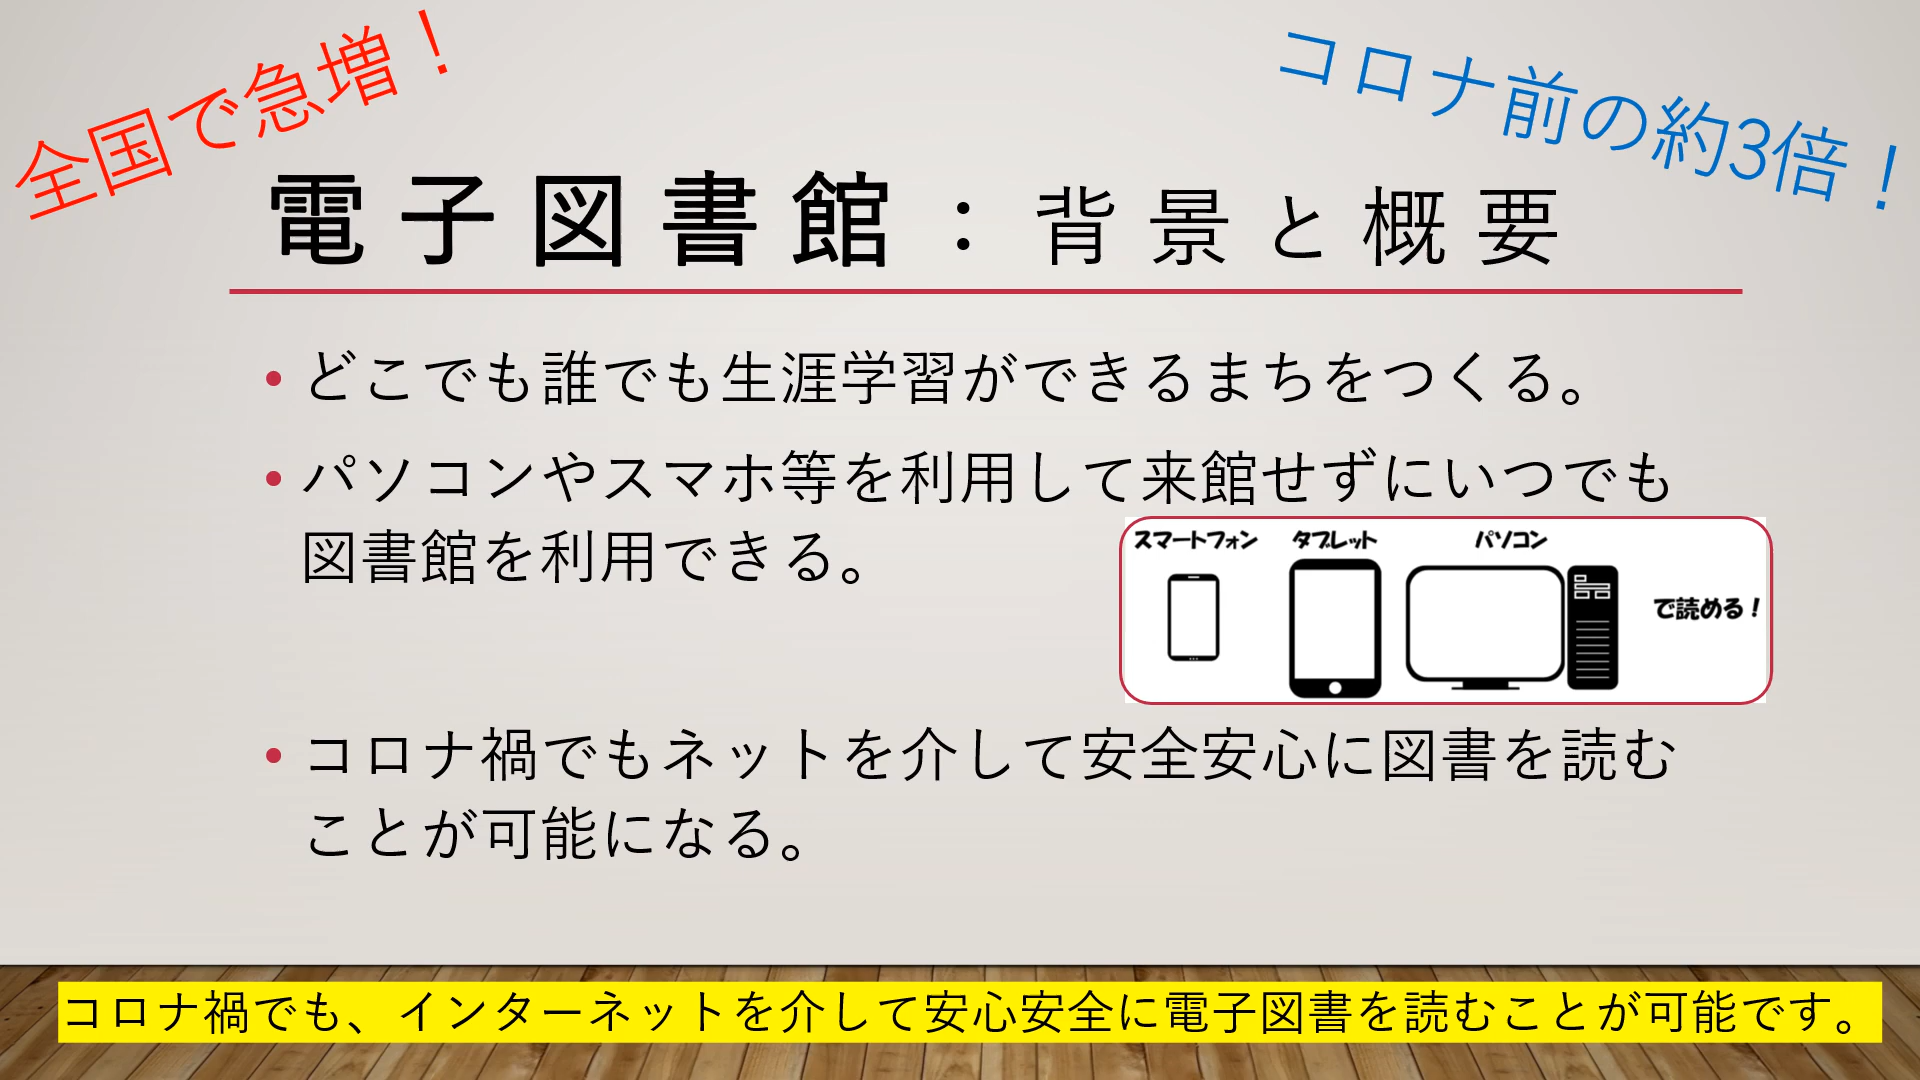 全国で急増！
コロナ前の約3倍！
電子図書館：背景と概要
• どこでも誰でも生涯学習ができるまちをつくる。
• パソコンやスマホ等を利用して来館せずにいつでも
図書館を利用できる。
スマートフォン タブレット パソコン
で読める！
• コロナ禍でもネットを介して安全安心に図書を読む
ことが可能になる。
コロナ禍でも、インターネットを介して安心安全に電子図書を読むことが可能です。